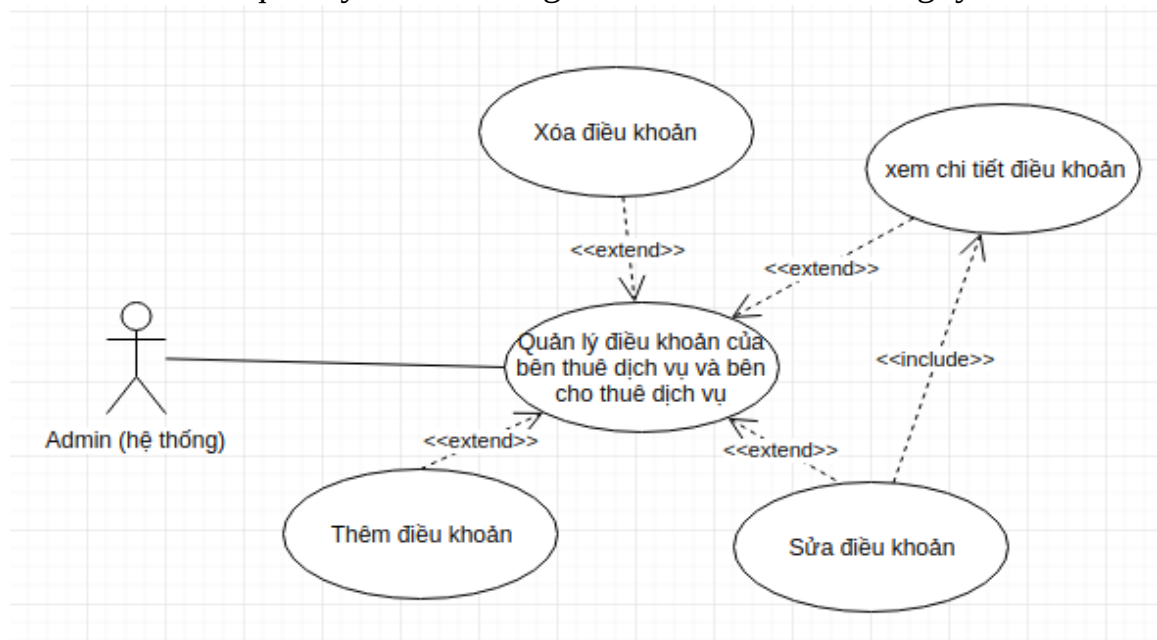 Xóa điều khoản
xem chi tiết điều khoản
<<extend>>
<<extend>>
Quản lý điều khoản của
bên thuê dịch vụ và bên
cho thuê dịch vụ
<<include>>
Admin (hệ thống)
<<extend>>
<<extend>>
Thêm điều khoản
Sửa điều khoản